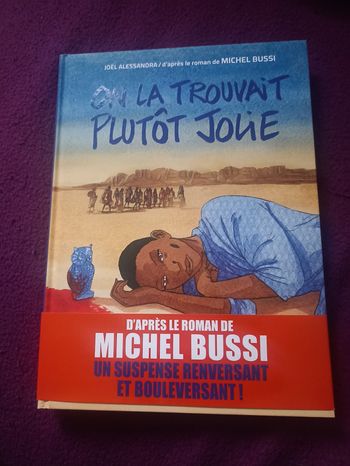 JOËL ALESSANDRA / d'après le roman de MICHEL BUSSI
ON LA TROUVAIT
PLUTÔT JOLIE
D'APRÈS LE ROMAN DE
MICHEL BUSSI
UN SUSPENSE RENVERSANT
ET BOULEVERSANT !